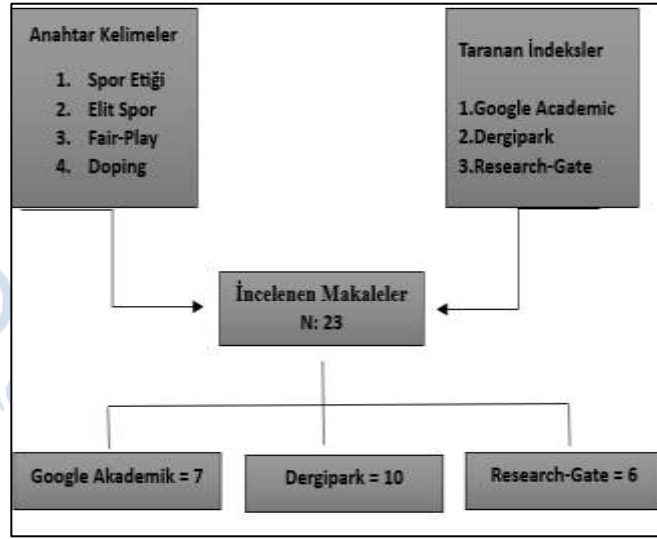 Anahtar Kelimeler
1. Spor Etiği
2. Elit Spor
3. Fair-Play
4. Doping
Taranan İndeksler
1.Google Academic
2.Dergipark
3.Research-Gate
İncelenen Makaleler
N: 23
Google Akademik = 7
Dergipark = 10
Research-Gate = 6